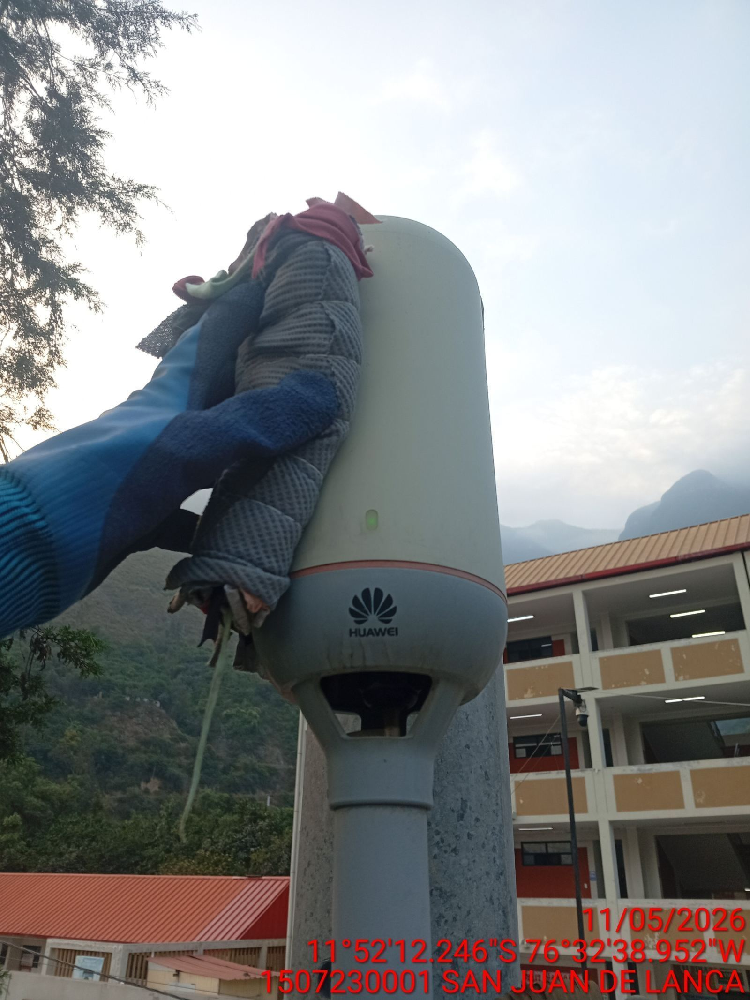 HUAWEI
11/05/2026
11°52'12.246"S 76°32'38.952"W
1507230001 SAN JUAN DE LANCA